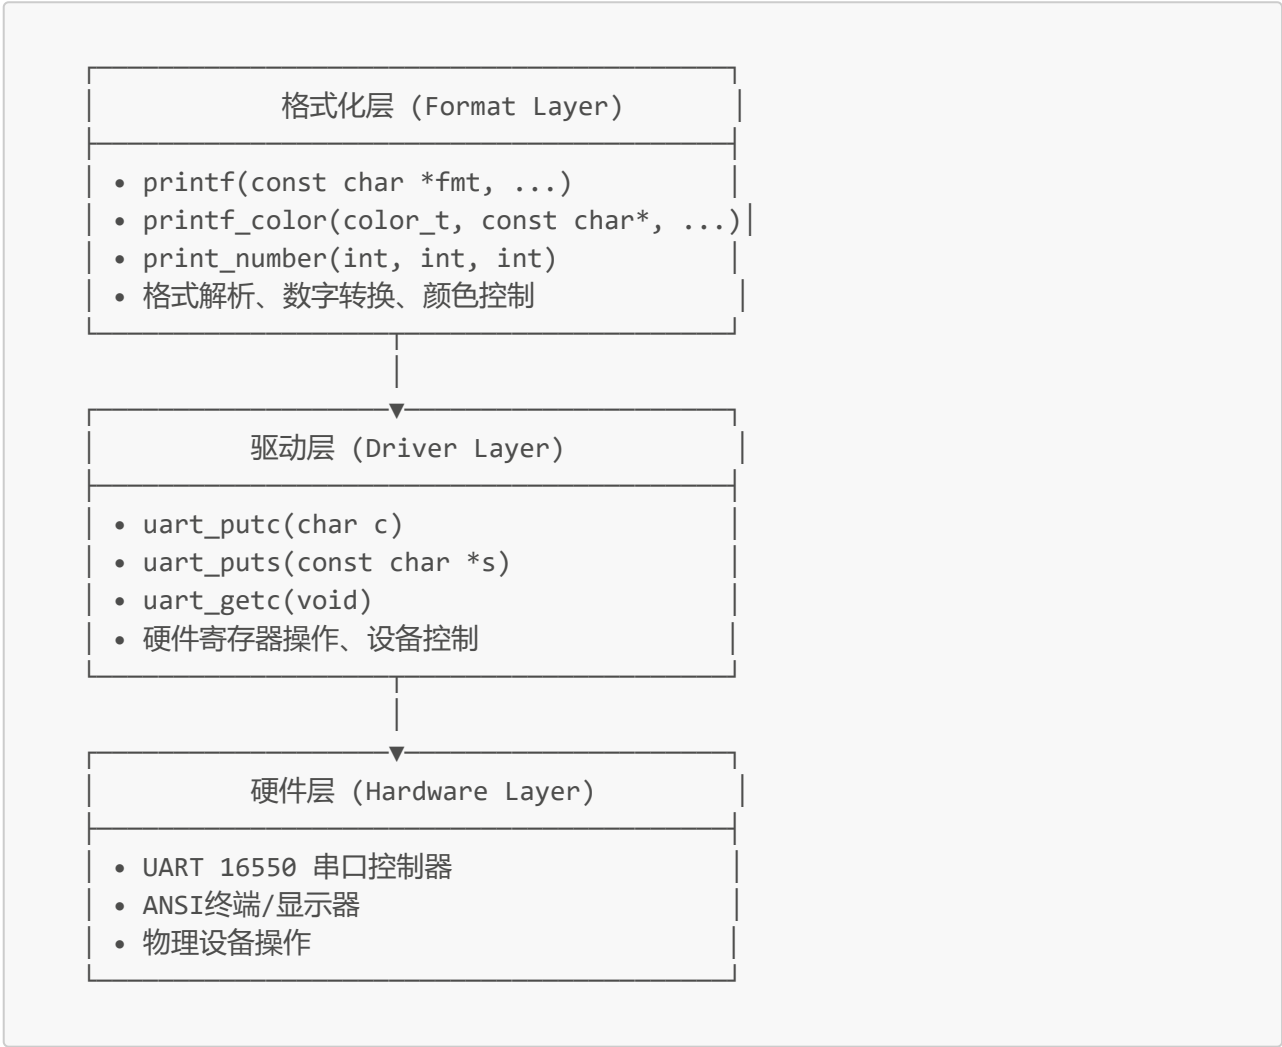 格式化层 (Format Layer)
• printf(const char *fmt, ...)
• printf_color(color_t, const char*, ...)
• print_number(int, int, int)
• 格式解析、数字转换、颜色控制
驱动层 (Driver Layer)
• uart_putc(char c)
• uart_puts(const char *s)
• uart_getc(void)
• 硬件寄存器操作、设备控制
硬件层 (Hardware Layer)
• UART 16550 串口控制器
• ANSI终端/显示器
• 物理设备操作